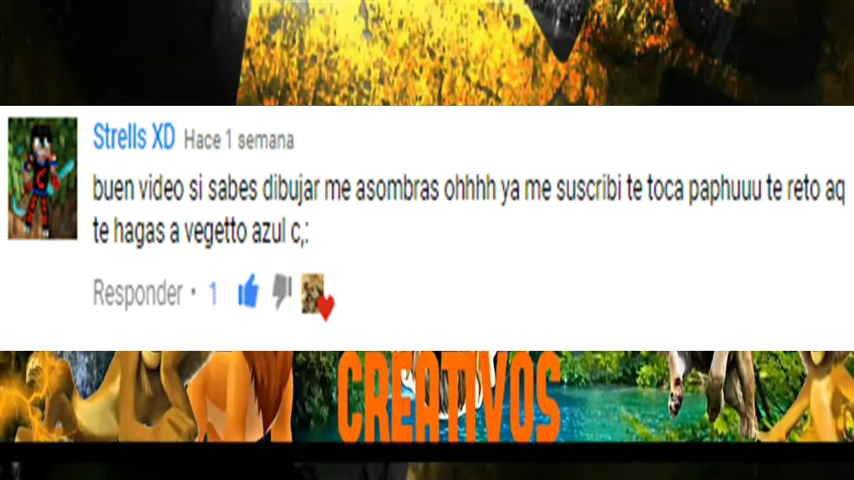 Strells XD Hace 1 semana
buen video si sabes dibujar me asombras ohhhh ya me suscribi te toca paphuuu te reto aq
te hagas a vegetto azul c,:
Responder · 1
CREATIVOS